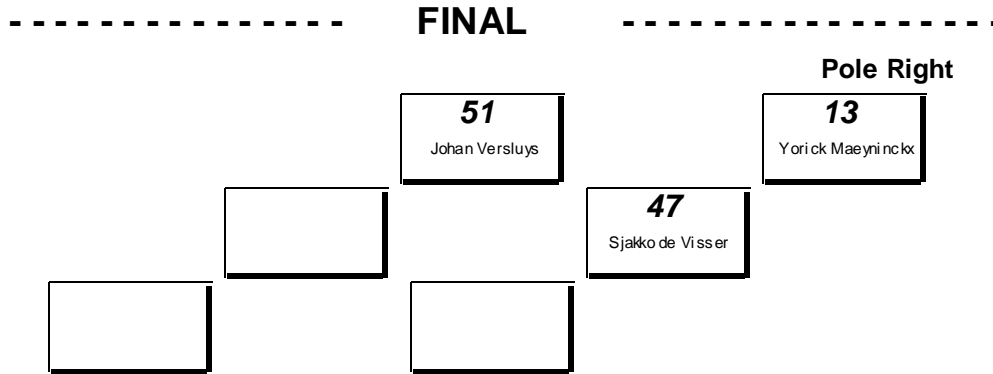 - - - - - - - - - - - - - - - FINAL - - - - - - - - - - - - - - - -
Pole Right
51
Johan Versluys
13
Yorick Maeyninckx
47
Sjakko de Visser